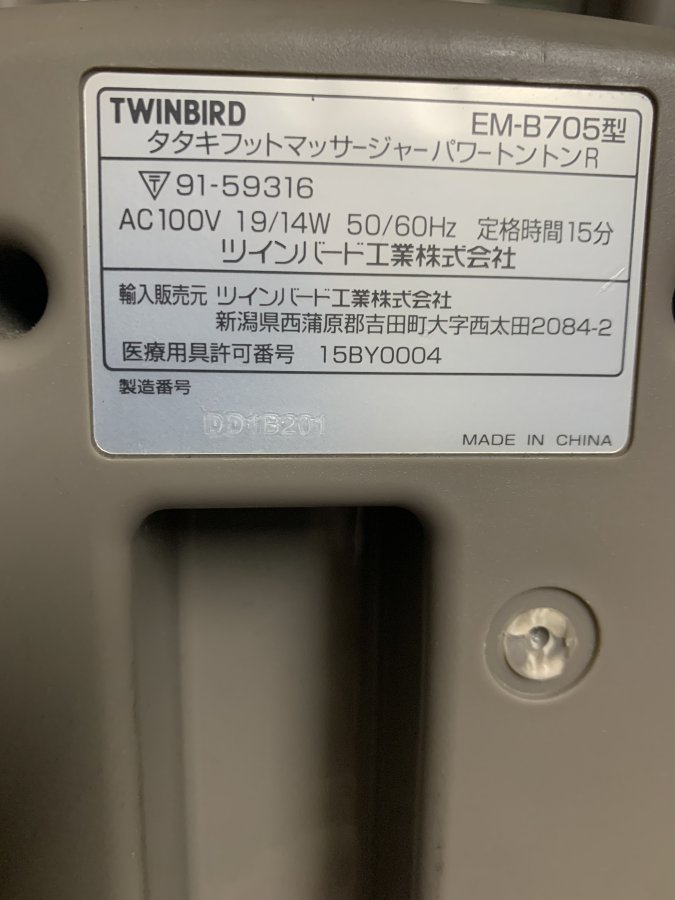 TWINBIRD
EM-B705型
タタキフットマッサージャーパワートントンR
〒91-59316
AC100V 19/14W 50/60Hz 定格時間15分
ツインバード工業株式会社
輸入販売元 ツインバード工業株式会社
新潟県西蒲原郡吉田町大字西太田2084-2
医療用具許可番号 15BY0004
製造番号
DD1B201
MADE IN CHINA